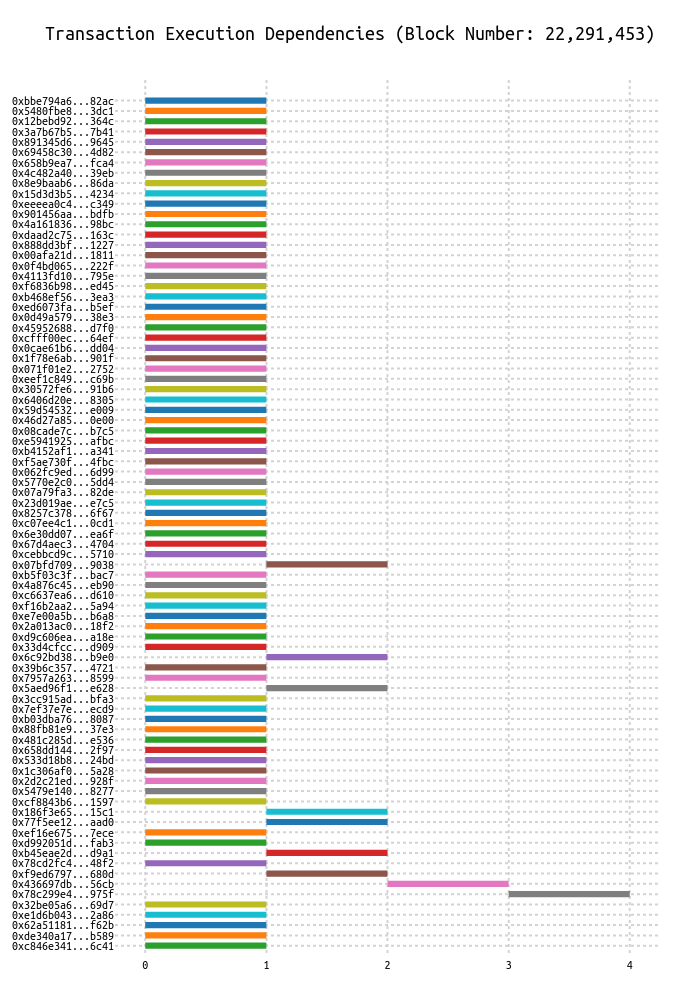 Transaction Execution Dependencies (Block Number: 22,291,453)
0xbbe794a6...82ac
0x5480fbe8...3dc1
0x12bebd92...364c
0x3a7b67b5...7b41
0x891345d6...9645
0x69458c30...4d82
0x658b9ea7...fca4
0x4c482a40...39eb
0x8e9baab6...86da
0x15d3d3b5...4234
0xeeeea0c4...c349
0x901456aa...bdfb
0x4a161836...98bc
0xdaad2c75...163c
0x888dd3bf...1227
0x00afa21d...1811
0x0f4bd065...222f
0x4113fd10...795e
0xf6836b98...ed45
0xb468ef56...3ea3
0xed6073fa...b5ef
0x0d49a579...38e3
0x45952688...d7f0
0xcfff00ec...64ef
0x0cae61b6...dd04
0x1f78e6ab...901f
0x071f01e2...2752
0xeef1c849...c69b
0x30572fe6...91b6
0x6406d20e...8305
0x59d54532...e009
0x46d27a85...0e00
0x08cade7c...b7c5
0xe5941925...afbc
0xb4152af1...a341
0xf5ae730f...4fbc
0x062fc9ed...6d99
0x5770e2c0...5dd4
0x07a79fa3...82de
0x23d019ae...e7c5
0x8257c378...6f67
0xc07ee4c1...0cd1
0x6e30dd07...ea6f
0x67d4aec3...4704
0xcebbcd9c...5710
0x07bfd709...9038
0xb5f03c3f...bac7
0x4a876c45...eb90
0xc6637ea6...d610
0xf16b2aa2...5a94
0xe7e00a5b...b6a8
0x2a013ac0...18f2
0xd9c606ea...a18e
0x33d4cfcc...d909
0x6c92bd38...b9e0
0x39b6c357...4721
0x7957a263...8599
0x5aed96f1...e628
0x3cc915ad...bfa3
0x7ef37e7e...ecd9
0xb03dba76...8087
0x88fb81e9...37e3
0x481c285d...e536
0x658dd144...2f97
0x533d18b8...24bd
0x1c306af0...5a28
0x2d2c21ed...928f
0x5479e140...8277
0xcf8843b6...1597
0x186f3e65...15c1
0x77f5ee12...aad0
0xef16e675...7ece
0xd992051d...fab3
0xb45eae2d...d9a1
0x78cd2fc4...48f2
0xf9ed6797...680d
0x436697db...56cb
0x78c299e4...975f
0x32be05a6...69d7
0xe1d6b043...2a86
0x62a51181...f62b
0xde340a17...b589
0xc846e341...6c41
0 1 2 3 4